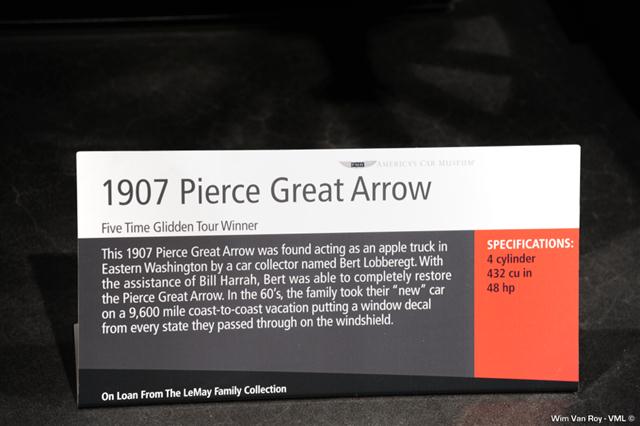 AMERICA'S CAR MUSEUM
1907 Pierce Great Arrow
Five Time Glidden Tour Winner
This 1907 Pierce Great Arrow was found acting as an apple truck in
Eastern Washington by a car collector named Bert Lobberegt. With
the assistance of Bill Harrah, Bert was able to completely restore
the Pierce Great Arrow. In the 60's, the family took their "new" car
on a 9,600 mile coast-to-coast vacation putting a window decal
from every state they passed through on the windshield.
SPECIFICATIONS:
4 cylinder
432 cu in
48 hp
On Loan From The LeMay Family Collection
Wim Van Roy - VML ©